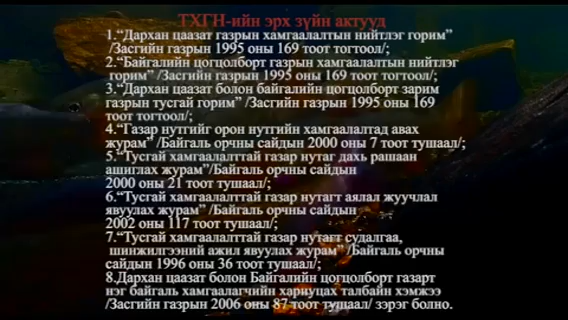 ТХГН-ийн эрх зүйн актууд
1.“Дархан цаазат газрын хамгаалалтын нийтлэг горим”
/Засгийн газрын 1995 оны 169 тоот тогтоол/;
2.“Байгалийн цогцолборт газрын хамгаалалтын нийтлэг
горим” /Засгийн газрын 1995 оны 169 тоот тогтоол/;
3.“Дархан цаазат болон байгалийн цогцолборт зарим
газрын тусгай горим” /Засгийн газрын 1995 оны 169
тоот тогтоол/;
4.“Газар нутгийг орон нутгийн хамгаалалтад авах
журам” /Байгаль орчны сайдын 2000 оны 7 тоот тушаал/;
5.“Тусгай хамгаалалттай газар нутаг дахь рашаан
ашиглах журам”/Байгаль орчны сайдын
2000 оны 21 тоот тушаал/;
6.“Тусгай хамгаалалттай газар нутагт аялал жуучлал
явуулах журам” /Байгаль орчны сайдын
2002 оны 117 тоот тушаал/;
7.“Тусгай хамгаалалттай газар нутагт судалгаа,
шинжилгээний ажил явуулах журам” /Байгаль орчны
сайдын 1996 оны 36 тоот тушаал/;
8.Дархан цаазат болон Байгалийн цогцолборт газарт
нэг байгаль хамгаалагчийн хариуцах талбайн хэмжээ
/Засгийн газрын 2006 оны 87 тоот тушаал/ зэрэг болно.